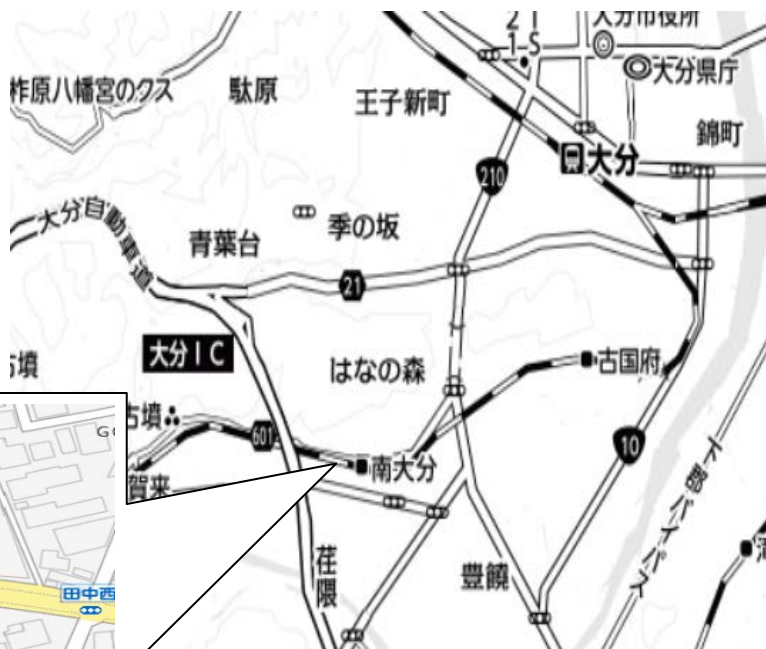 大分市役所
大分県庁
柞原八幡宮のクス
駄原
王子新町
錦町
大分
210
大分自動車道
季の坂
青葉台
21
大分IC
はなの森
古国府
古墳
601
南大分
10
賀来
荏隈
豊饒
田中西